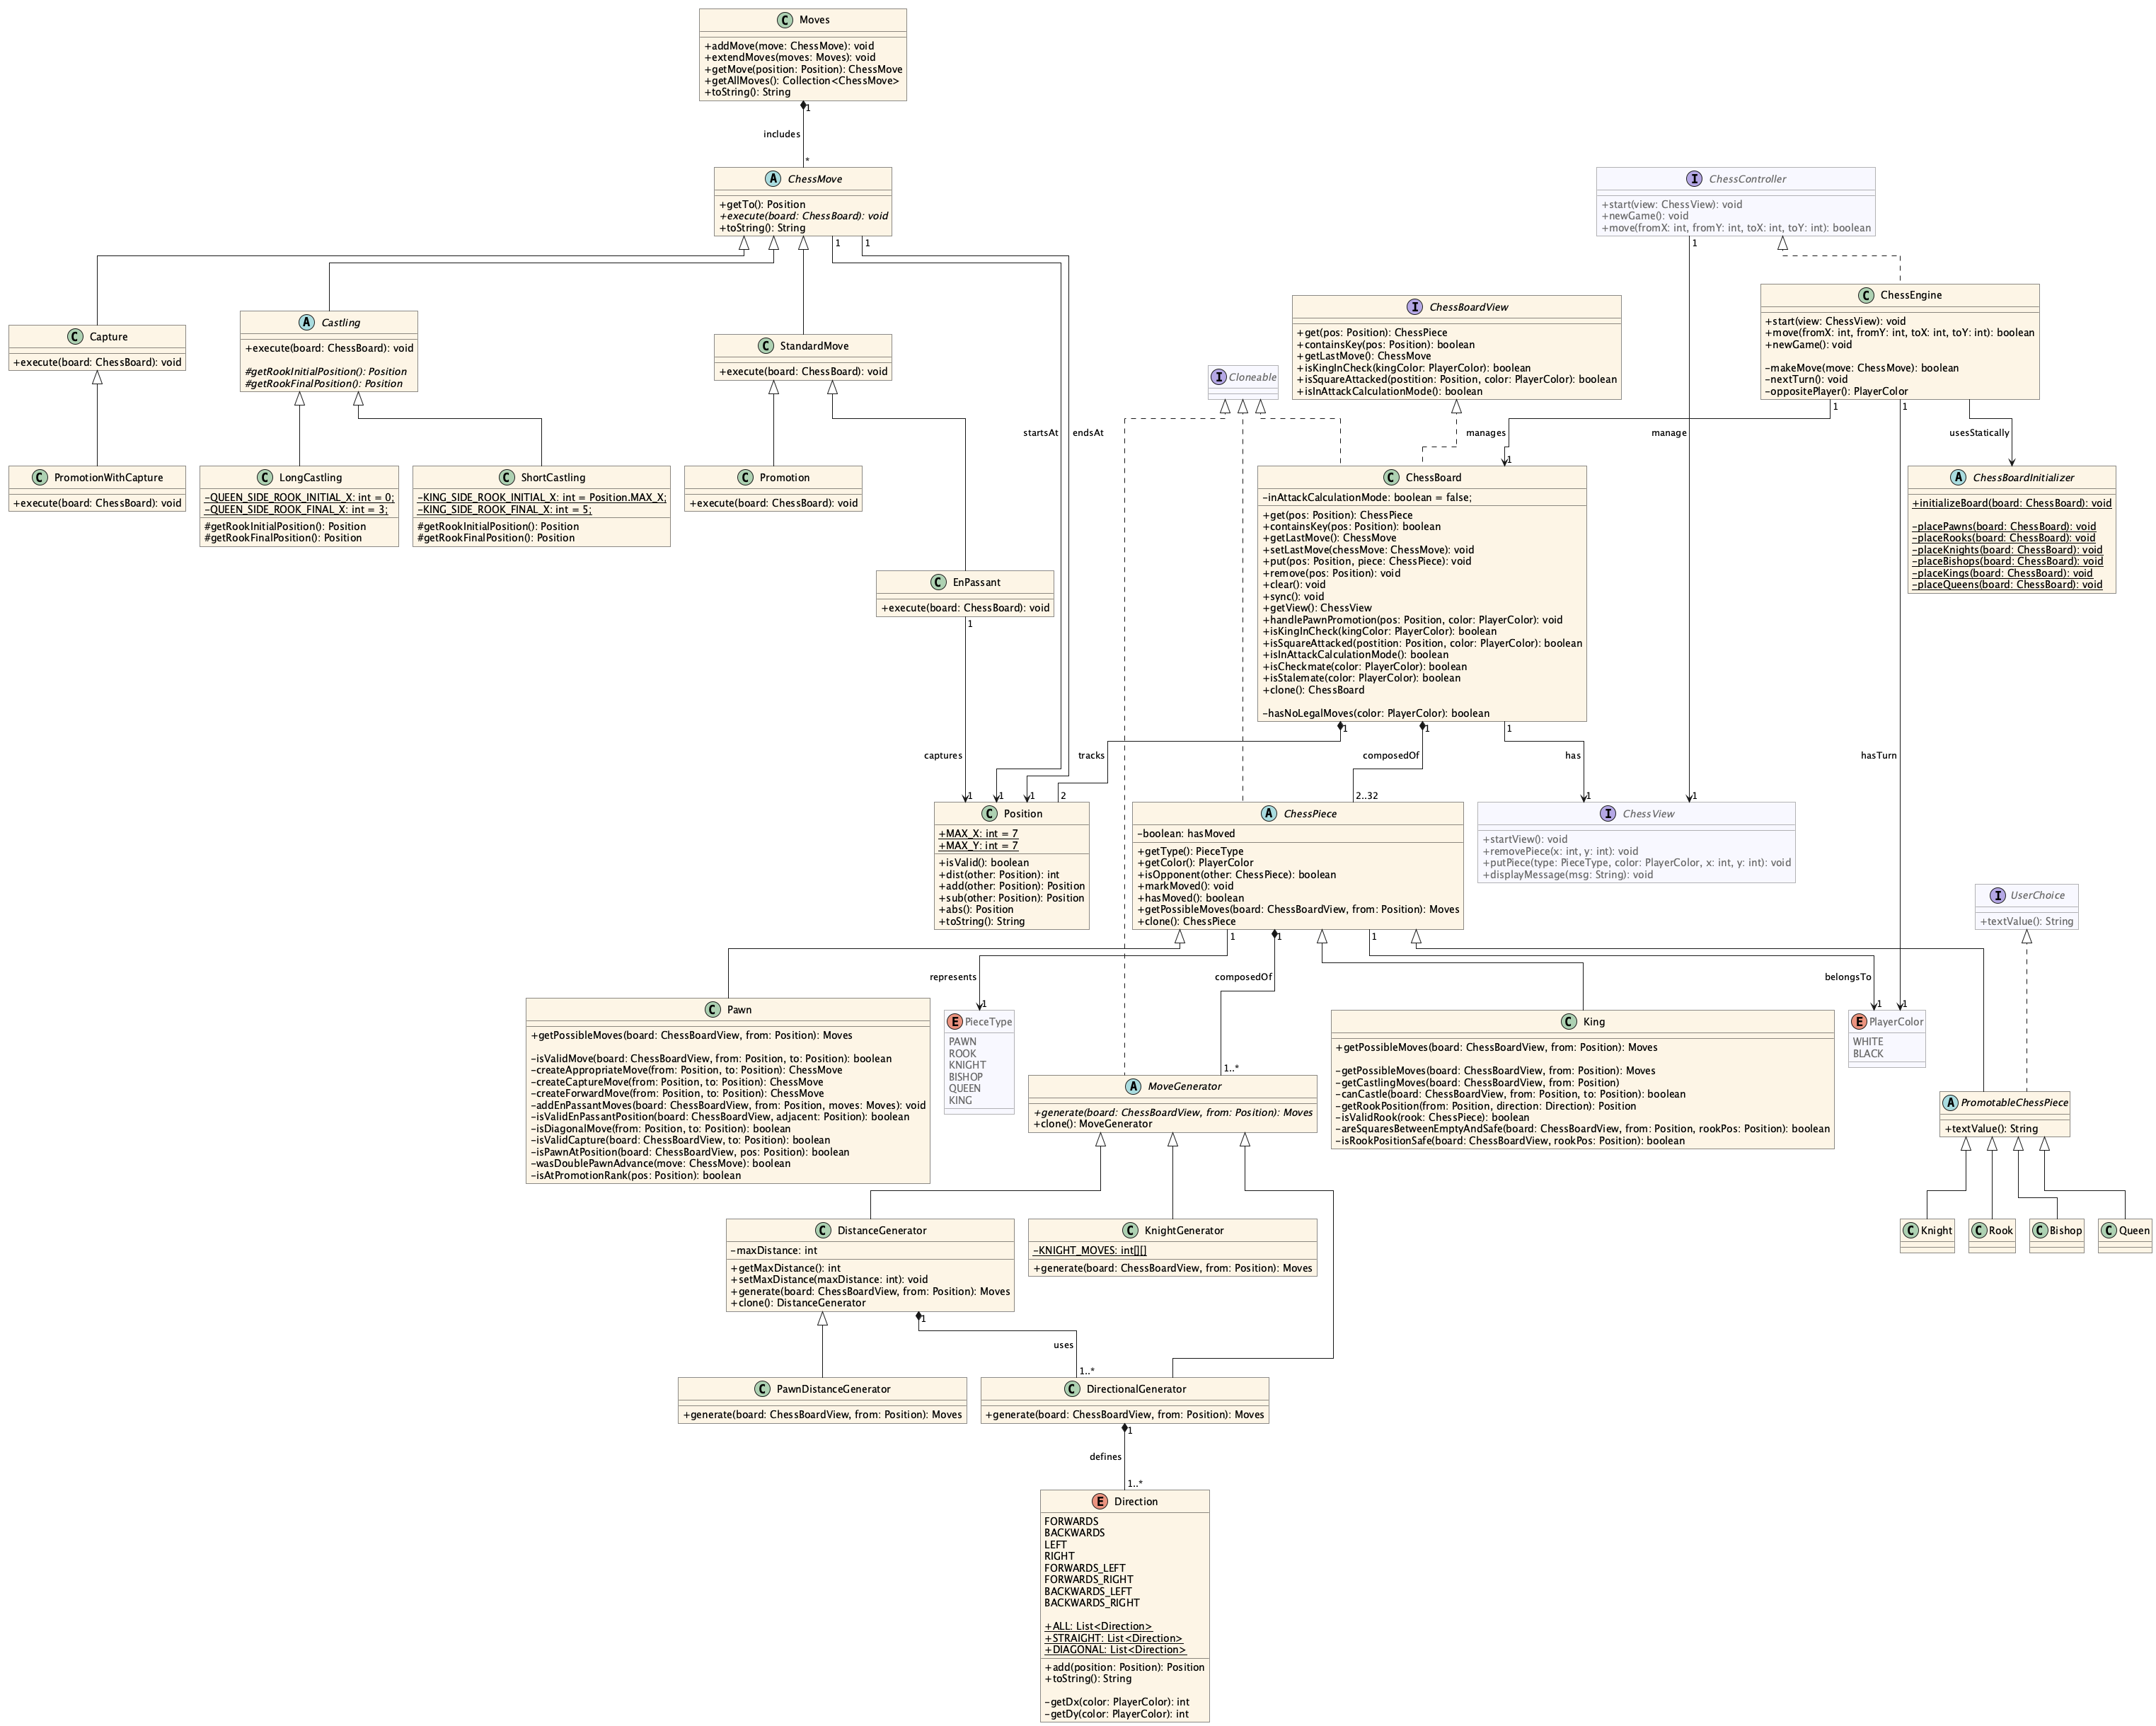 C Moves
+addMove(move: ChessMove): void
+extendMoves(moves: Moves): void
+getMove(position: Position): ChessMove
+getAllMoves(): Collection<ChessMove>
+toString(): String
1
includes
*
A ChessMove
+getTo(): Position
+execute(board: ChessBoard): void
+toString(): String
1
1
I ChessController
+start(view: ChessView): void
+newGame(): void
+move(fromX: int, fromY: int, toX: int, toY: int): boolean
1
C Capture
+execute(board: ChessBoard): void
A Castling
+execute(board: ChessBoard): void
#getRookInitialPosition(): Position
#getRookFinalPosition(): Position
C StandardMove
+execute(board: ChessBoard): void
I Cloneable
I ChessBoardView
+get(pos: Position): ChessPiece
+containsKey(pos: Position): boolean
+getLastMove(): ChessMove
+isKingInCheck(kingColor: PlayerColor): boolean
+isSquareAttacked(postition: Position, color: PlayerColor): boolean
+isInAttackCalculationMode(): boolean
C ChessEngine
+start(view: ChessView): void
+move(fromX: int, fromY: int, toX: int, toY: int): boolean
+newGame(): void
-makeMove(move: ChessMove): boolean
-nextTurn(): void
-oppositePlayer(): PlayerColor
1
1
startsAt
endsAt
manages
1
manage
usesStatically
C PromotionWithCapture
+execute(board: ChessBoard): void
C LongCastling
-QUEEN_SIDE_ROOK_INITIAL_X: int = 0;
-QUEEN_SIDE_ROOK_FINAL_X: int = 3;
#getRookInitialPosition(): Position
#getRookFinalPosition(): Position
C ShortCastling
-KING_SIDE_ROOK_INITIAL_X: int = Position.MAX_X;
-KING_SIDE_ROOK_FINAL_X: int = 5;
#getRookInitialPosition(): Position
#getRookFinalPosition(): Position
C Promotion
+execute(board: ChessBoard): void
C ChessBoard
-inAttackCalculationMode: boolean = false;
+get(pos: Position): ChessPiece
+containsKey(pos: Position): boolean
+getLastMove(): ChessMove
+setLastMove(chessMove: ChessMove): void
+put(pos: Position, piece: ChessPiece): void
+remove(pos: Position): void
+clear(): void
+sync(): void
+getView(): ChessView
+handlePawnPromotion(pos: Position, color: PlayerColor): void
+isKingInCheck(kingColor: PlayerColor): boolean
+isSquareAttacked(postition: Position, color: PlayerColor): boolean
+isInAttackCalculationMode(): boolean
+isCheckmate(color: PlayerColor): boolean
+isStalemate(color: PlayerColor): boolean
+clone(): ChessBoard
-hasNoLegalMoves(color: PlayerColor): boolean
1
1
1
A ChessBoardInitializer
+initializeBoard(board: ChessBoard): void
-placePawns(board: ChessBoard): void
-placeRooks(board: ChessBoard): void
-placeKnights(board: ChessBoard): void
-placeBishops(board: ChessBoard): void
-placeKings(board: ChessBoard): void
-placeQueens(board: ChessBoard): void
C EnPassant
+execute(board: ChessBoard): void
1
captures
tracks
composedOf
has
hasTurn
1
1
1
2
2..32
1
1
C Position
+MAX_X: int = 7
+MAX_Y: int = 7
+isValid(): boolean
+dist(other: Position): int
+add(other: Position): Position
+sub(other: Position): Position
+abs(): Position
+toString(): String
A ChessPiece
-boolean: hasMoved
+getType(): PieceType
+getColor(): PlayerColor
+isOpponent(other: ChessPiece): boolean
+markMoved(): void
+hasMoved(): boolean
+getPossibleMoves(board: ChessBoardView, from: Position): Moves
+clone(): ChessPiece
1
1
1
I ChessView
+startView(): void
+removePiece(x: int, y: int): void
+putPiece(type: PieceType, color: PlayerColor, x: int, y: int): void
+displayMessage(msg: String): void
I UserChoice
+textValue(): String
represents
composedOf
belongsTo
1
1
1
C Pawn
+getPossibleMoves(board: ChessBoardView, from: Position): Moves
-isValidMove(board: ChessBoardView, from: Position, to: Position): boolean
-createAppropriateMove(from: Position, to: Position): ChessMove
-createCaptureMove(from: Position, to: Position): ChessMove
-createForwardMove(from: Position, to: Position): ChessMove
-addEnPassantMoves(board: ChessBoardView, from: Position, moves: Moves): void
-isValidEnPassantPosition(board: ChessBoardView, adjacent: Position): boolean
-isDiagonalMove(from: Position, to: Position): boolean
-isValidCapture(board: ChessBoardView, to: Position): boolean
-isPawnAtPosition(board: ChessBoardView, pos: Position): boolean
-wasDoublePawnAdvance(move: ChessMove): boolean
-isAtPromotionRank(pos: Position): boolean
E PieceType
PAWN
ROOK
KNIGHT
BISHOP
QUEEN
KING
1..*
A MoveGenerator
+generate(board: ChessBoardView, from: Position): Moves
+clone(): MoveGenerator
C King
+getPossibleMoves(board: ChessBoardView, from: Position): Moves
-getPossibleMoves(board: ChessBoardView, from: Position): Moves
-getCastlingMoves(board: ChessBoardView, from: Position)
-canCastle(board: ChessBoardView, from: Position, to: Position): boolean
-getRookPosition(from: Position, direction: Direction): Position
-isValidRook(rook: ChessPiece): boolean
-areSquaresBetweenEmptyAndSafe(board: ChessBoardView, from: Position, rookPos: Position): boolean
-isRookPositionSafe(board: ChessBoardView, rookPos: Position): boolean
E PlayerColor
WHITE
BLACK
A PromotableChessPiece
+textValue(): String
C DistanceGenerator
-maxDistance: int
+getMaxDistance(): int
+setMaxDistance(maxDistance: int): void
+generate(board: ChessBoardView, from: Position): Moves
+clone(): DistanceGenerator
1
C KnightGenerator
-KNIGHT_MOVES: int[][]
+generate(board: ChessBoardView, from: Position): Moves
C Knight
C Rook
C Bishop
C Queen
uses
1..*
C PawnDistanceGenerator
+generate(board: ChessBoardView, from: Position): Moves
C DirectionalGenerator
+generate(board: ChessBoardView, from: Position): Moves
1
defines
1..*
E Direction
FORWARDS
BACKWARDS
LEFT
RIGHT
FORWARDS_LEFT
FORWARDS_RIGHT
BACKWARDS_LEFT
BACKWARDS_RIGHT
+ALL: List<Direction>
+STRAIGHT: List<Direction>
+DIAGONAL: List<Direction>
+add(position: Position): Position
+toString(): String
-getDx(color: PlayerColor): int
-getDy(color: PlayerColor): int